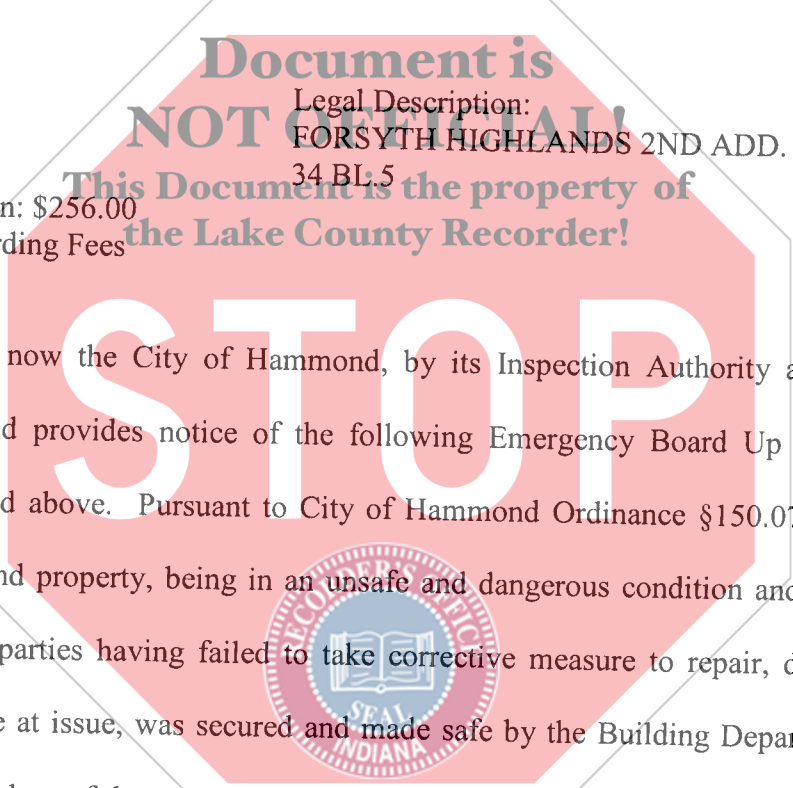 Document is
NOT OFFICIAL!
This Document is the property of
the Lake County Recorder!
STOP
Legal Description:
FORSYTH HIGHLANDS 2ND ADD.
34 BL.5
n: $256.00
ding Fees
now the City of Hammond, by its Inspection Authority a
d provides notice of the following Emergency Board Up
d above. Pursuant to City of Hammond Ordinance §150.07
nd property, being in an unsafe and dangerous condition and
parties having failed to take corrective measure to repair, d
e at issue, was secured and made safe by the Building Depar
RECORDER'S OFFICE
SEAL
INDIANA